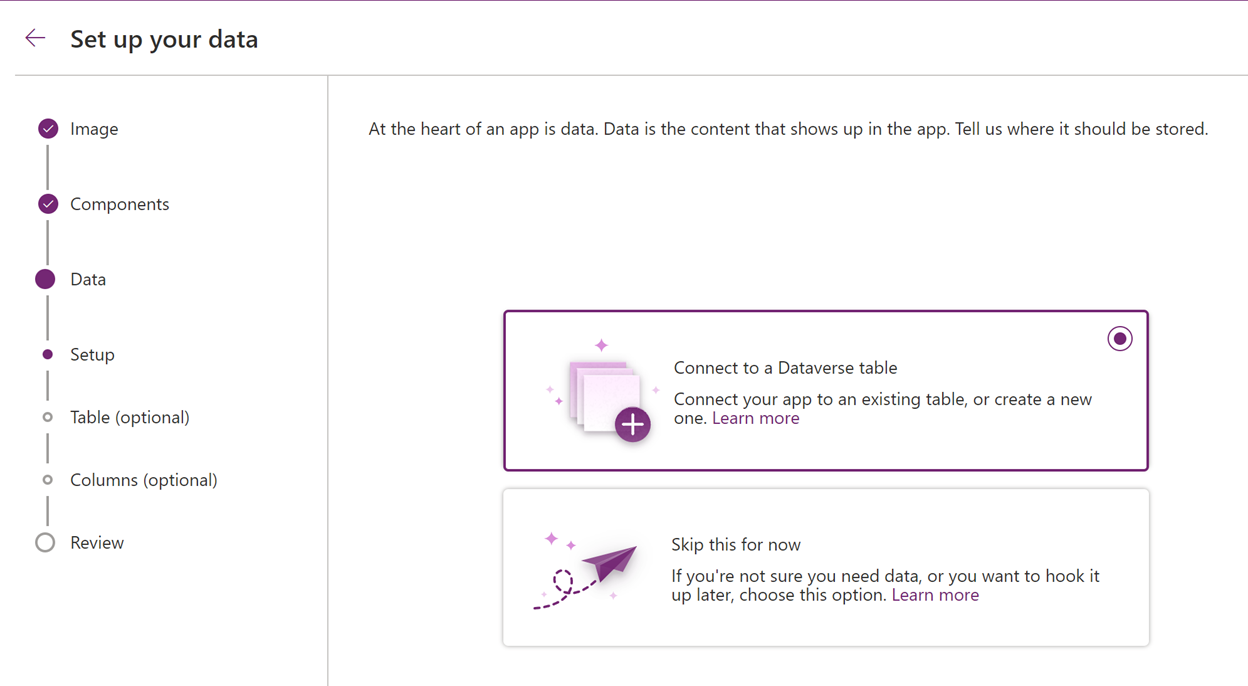 Set up your data
Image
Components
Data
Setup
Table (optional)
Columns (optional)
Review
At the heart of an app is data. Data is the content that shows up in the app. Tell us where it should be stored.
Connect to a Dataverse table
Connect your app to an existing table, or create a new
one. Learn more
Skip this for now
If you're not sure you need data, or you want to hook it
up later, choose this option. Learn more